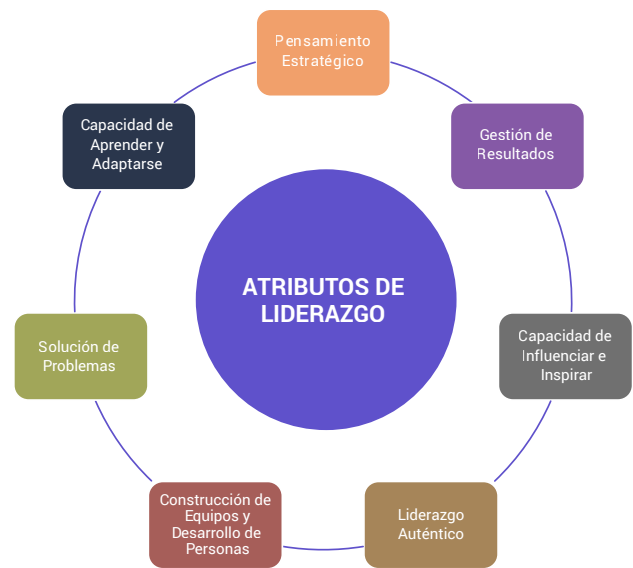 Pensamiento
Estratégico
Gestión de
Resultados
Capacidad de
Influenciar e
Inspirar
Liderazgo
Auténtico
Construcción de
Equipos y
Desarrollo de
Personas
Solución de
Problemas
Capacidad de
Aprender y
Adaptarse
ATRIBUTOS DE
LIDERAZGO